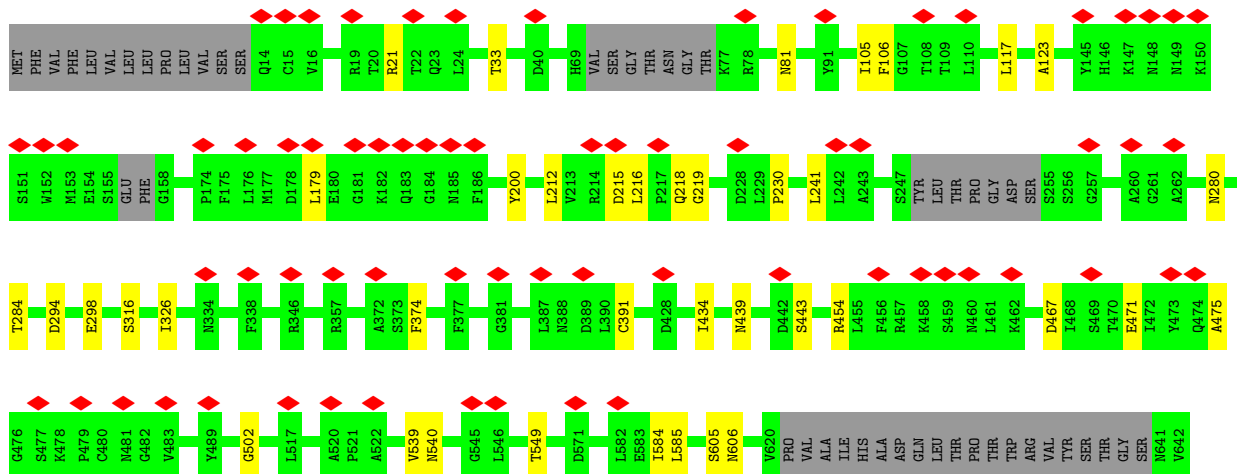 MET PHE VAL PHE LEU VAL LEU LEU PRO LEU VAL SER SER Q14 C15 V16 R19 T20 R21 T22 Q23 L24 T33 D40 H69 VAL SER GLY THR ASN GLY THR K77 R78 N81 Y91 I105 F106 G107 T108 T109 L110 L117 A123 Y145 H146 K147 N148 N149 K150
S151 W152 M153 E154 S155 GLU PHE G158 P174 F175 L176 M177 D178 L179 E180 G181 K182 Q183 G184 N185 F186 Y200 L212 V213 R214 D215 L216 P217 Q218 G219 D228 L229 P230 L241 L242 A243 S247 TYR LEU THR PRO GLY ASP SER S255 S256 G257 A260 G261 A262 N280
T284 D294 E298 S316 I326 N334 F338 R346 R357 A372 S373 F374 F377 G381 L387 N388 D389 L390 C391 D428 I434 N439 D442 S443 R454 L455 F456 R457 K458 S459 N460 L461 K462 D467 I468 S469 T470 E471 I472 Y473 Q474 A475
G476 S477 K478 P479 C480 N481 G482 V483 Y489 G502 L517 A520 P521 A522 V539 N540 G545 L546 T549 D571 L582 E583 I584 L585 S605 N606 V620 PRO VAL ALA ILE HIS ALA ASP GLN LEU THR PRO THR TRP ARG VAL TYR SER THR GLY SER N641 V642